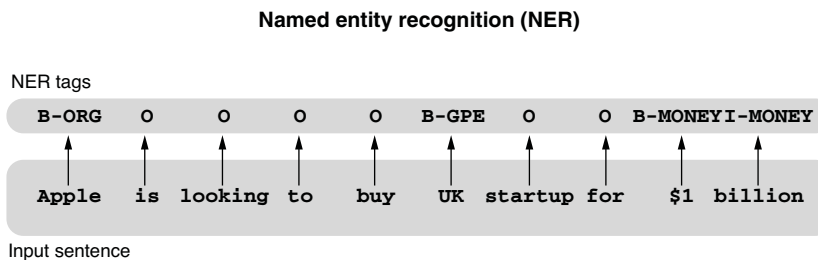 Named entity recognition (NER)
NER tags
B-ORG O O O O B-GPE O O B-MONEY I-MONEY
Apple is looking to buy UK startup for $1 billion
Input sentence